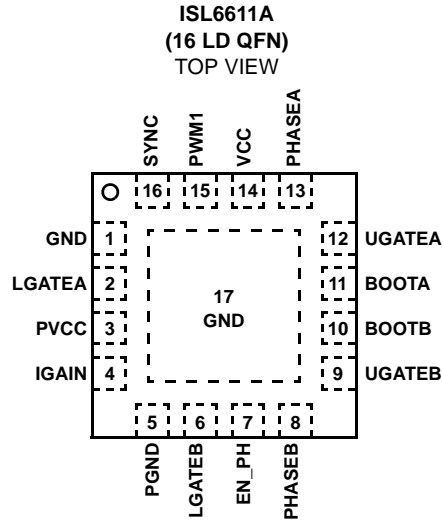 ISL6611A
(16 LD QFN)
TOP VIEW
SYNC
PWM1
VCC
PHASEA
16
15
14
13
GND 1
12 UGATEA
LGATEA 2
11 BOOTA
17
GND
PVCC 3
10 BOOTB
IGAIN 4
9 UGATEB
5
6
7
8
PGND
LGATEB
EN_PH
PHASEB